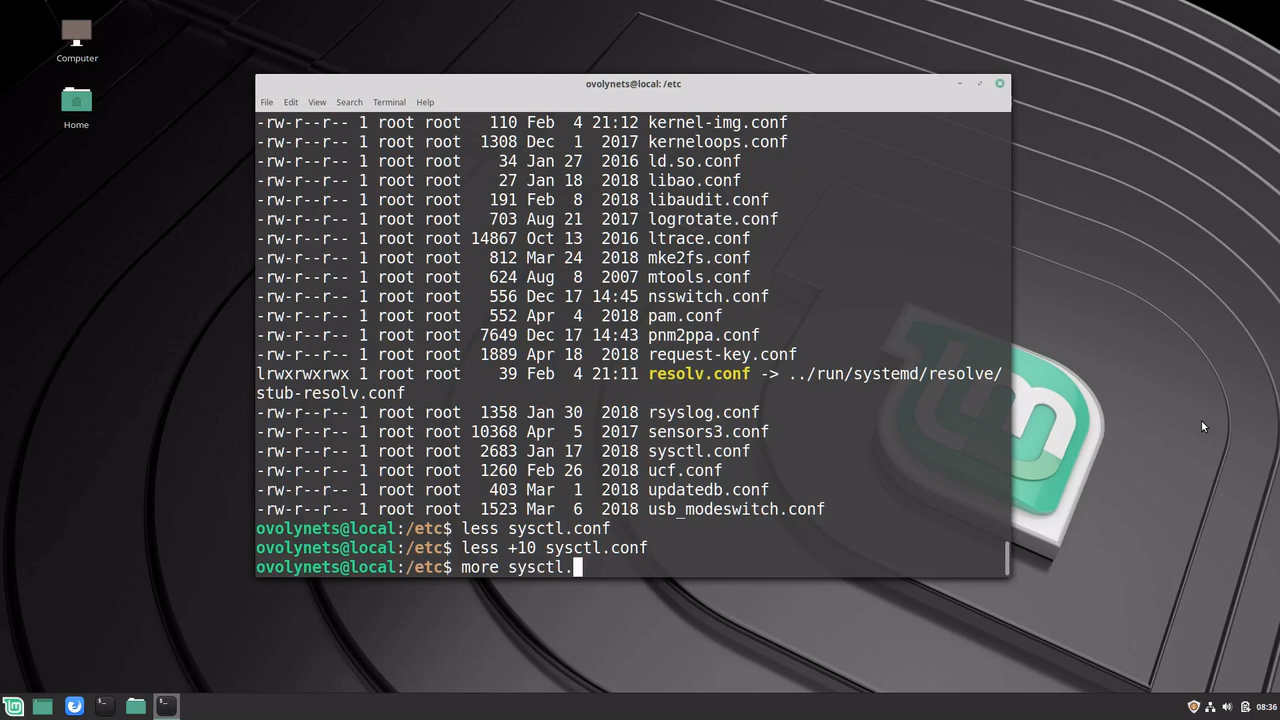 Computer
Home
ovolynets@local: /etc
File Edit View Search Terminal Help
-rw-r--r-- 1 root root   110 Feb  4 21:12 kernel-img.conf
-rw-r--r-- 1 root root  1308 Dec  1  2017 kerneloops.conf
-rw-r--r-- 1 root root    34 Jan 27  2016 ld.so.conf
-rw-r--r-- 1 root root    27 Jan 18  2018 libao.conf
-rw-r--r-- 1 root root   191 Feb  8  2018 libaudit.conf
-rw-r--r-- 1 root root   703 Aug 21  2017 logrotate.conf
-rw-r--r-- 1 root root 14867 Oct 13  2016 ltrace.conf
-rw-r--r-- 1 root root   812 Mar 24  2018 mke2fs.conf
-rw-r--r-- 1 root root   624 Aug  8  2007 mtools.conf
-rw-r--r-- 1 root root   556 Dec 17 14:45 nsswitch.conf
-rw-r--r-- 1 root root   552 Apr  4  2018 pam.conf
-rw-r--r-- 1 root root  7649 Dec 17 14:43 pnm2ppa.conf
-rw-r--r-- 1 root root  1889 Apr 18  2018 request-key.conf
lrwxrwxrwx 1 root root    39 Feb  4 21:11 resolv.conf -> ../run/systemd/resolve/
stub-resolv.conf
-rw-r--r-- 1 root root  1358 Jan 30  2018 rsyslog.conf
-rw-r--r-- 1 root root 10368 Apr  5  2017 sensors3.conf
-rw-r--r-- 1 root root  2683 Jan 17  2018 sysctl.conf
-rw-r--r-- 1 root root  1260 Feb 26  2018 ucf.conf
-rw-r--r-- 1 root root   403 Mar  1  2018 updatedb.conf
-rw-r--r-- 1 root root  1523 Mar  6  2018 usb_modeswitch.conf
ovolynets@local:/etc$ less sysctl.conf
ovolynets@local:/etc$ less +10 sysctl.conf
ovolynets@local:/etc$ more sysctl.
08:36